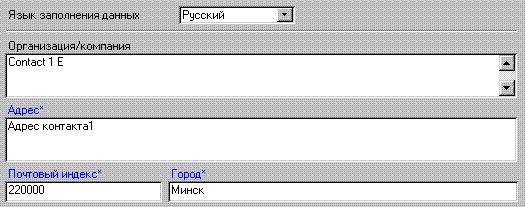 Язык заполнения данных Русский
Организация/компания
Contact 1 E
Адрес*
Адрес контакта1
Почтовый индекс* Город*
220000 Минск